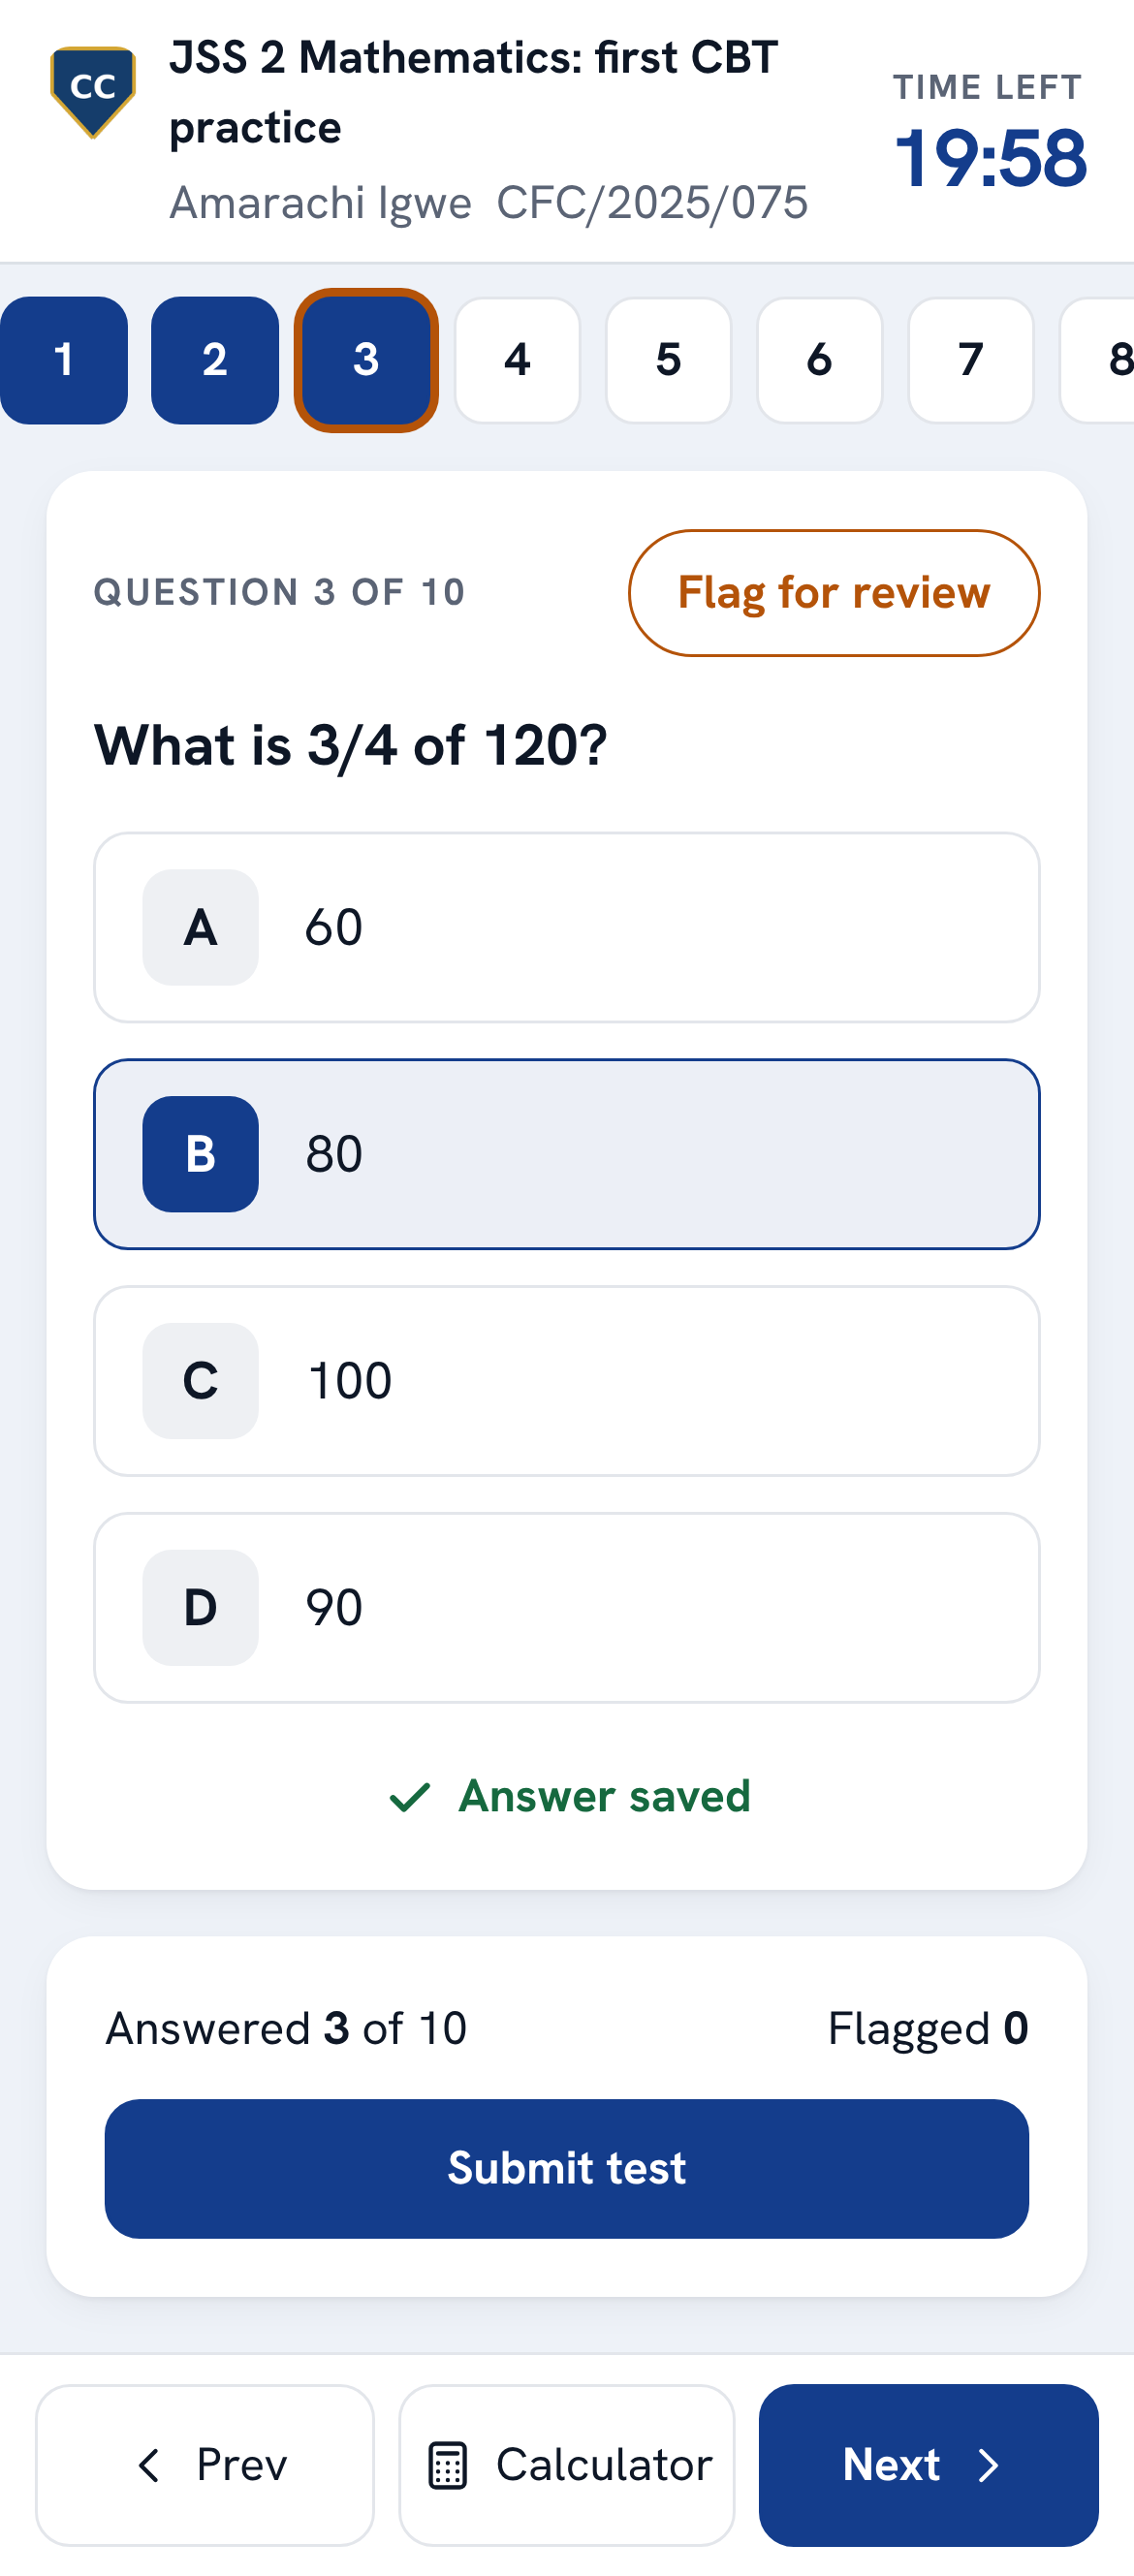 CC
JSS 2 Mathematics: first CBT
practice
Amarachi Igwe CFC/2025/075
TIME LEFT
19:58
1 2 3 4 5 6 7 8
QUESTION 3 OF 10
Flag for review
What is 3/4 of 120?
A 60
B 80
C 100
D 90
Answer saved
Answered 3 of 10
Flagged 0
Submit test
Prev
Calculator
Next